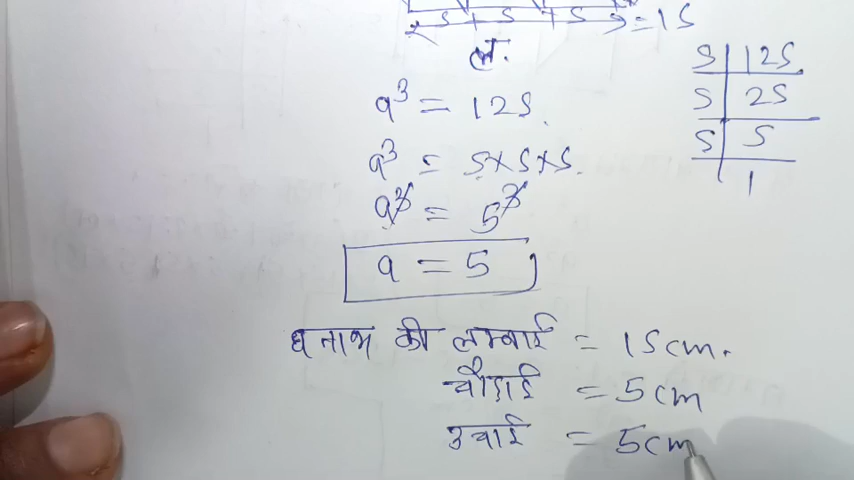 5 + 5 + 5 = 15
ल.
a³ = 125.
a³ = 5×5×5.
a³ = 5³
a = 5
घनाभ की लम्बाई = 15cm.
चौड़ाई = 5cm
उचाई = 5cm
5 | 125
5 | 25
5 | 5
1